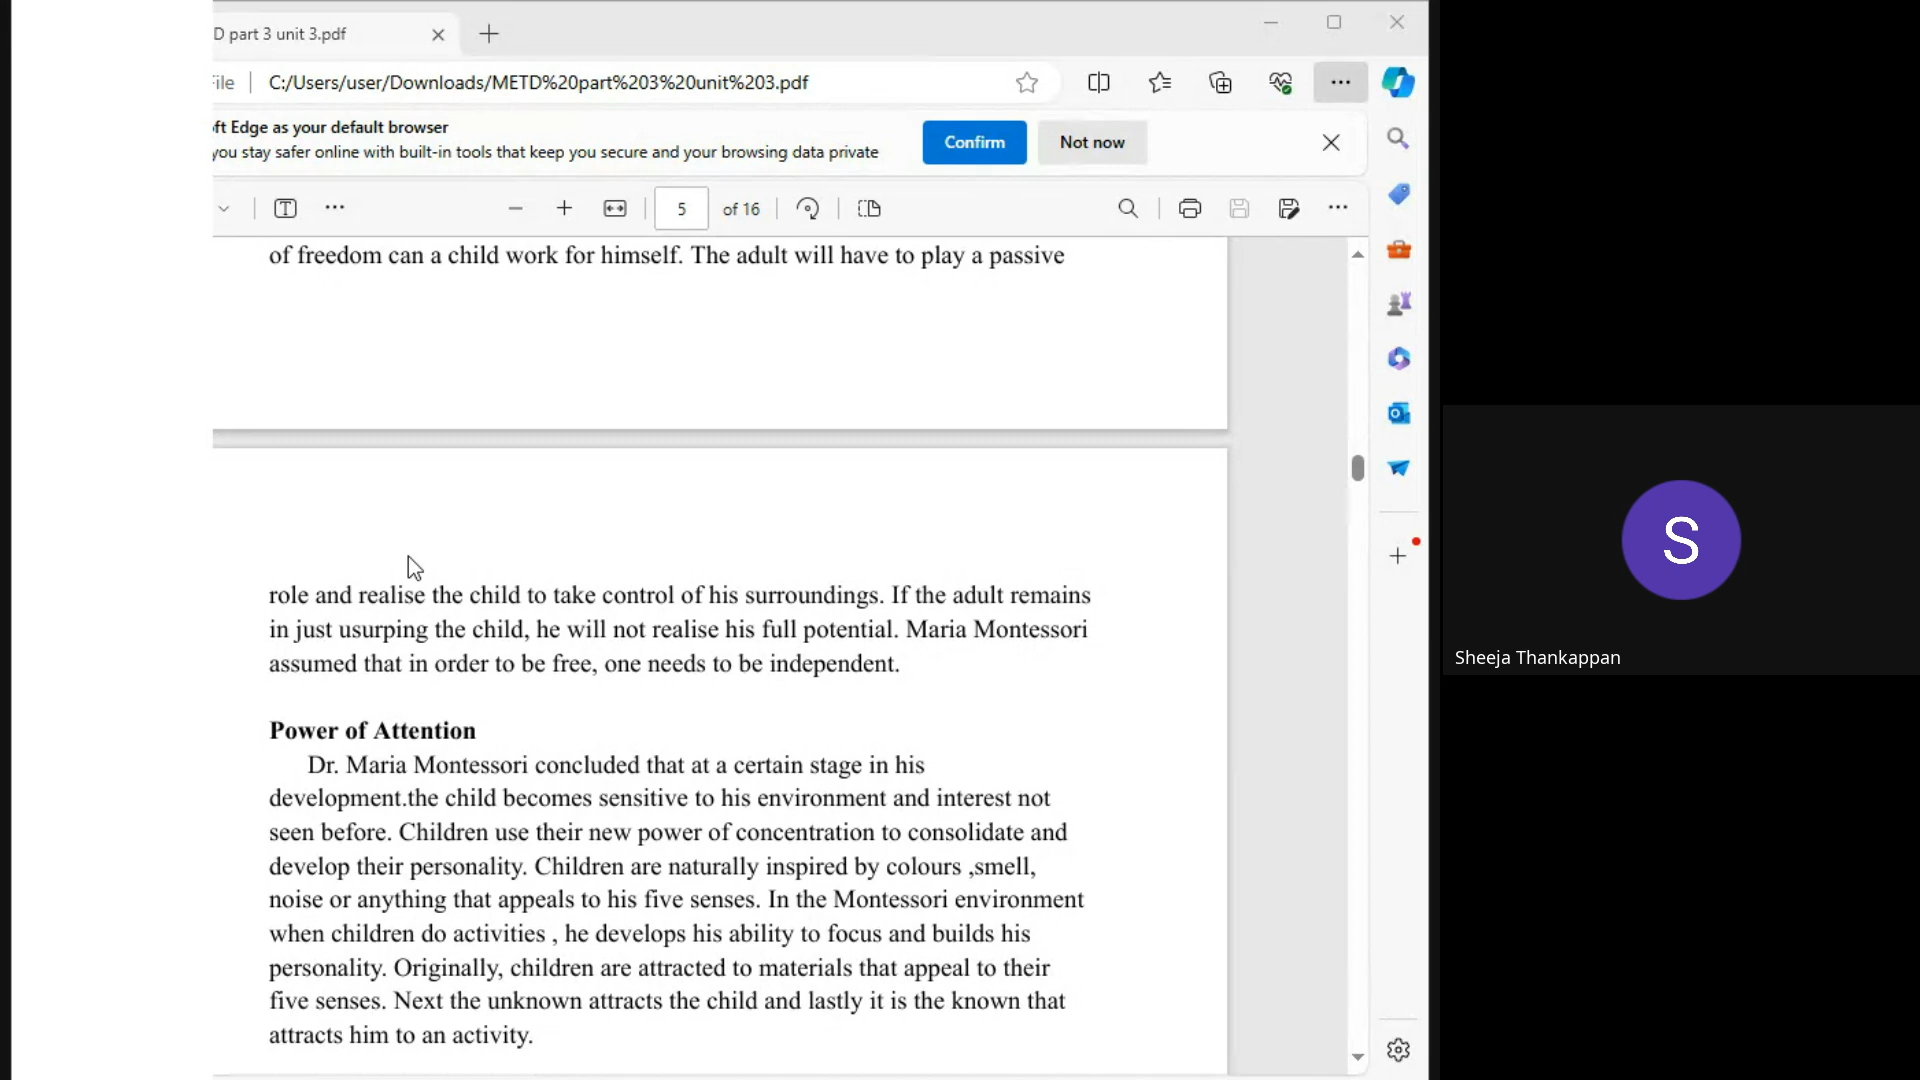 D part 3 unit 3.pdf
File C:/Users/user/Downloads/METD%20part%203%20unit%203.pdf
ft Edge as your default browser
you stay safer online with built-in tools that keep you secure and your browsing data private
Confirm
Not now
5 of 16
of freedom can a child work for himself. The adult will have to play a passive
role and realise the child to take control of his surroundings. If the adult remains
in just usurping the child, he will not realise his full potential. Maria Montessori
assumed that in order to be free, one needs to be independent.
Power of Attention
Dr. Maria Montessori concluded that at a certain stage in his
development.the child becomes sensitive to his environment and interest not
seen before. Children use their new power of concentration to consolidate and
develop their personality. Children are naturally inspired by colours ,smell,
noise or anything that appeals to his five senses. In the Montessori environment
when children do activities , he develops his ability to focus and builds his
personality. Originally, children are attracted to materials that appeal to their
five senses. Next the unknown attracts the child and lastly it is the known that
attracts him to an activity.
S
Sheeja Thankappan